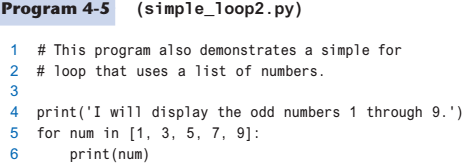 Program 4-5 (simple_loop2.py)
1 # This program also demonstrates a simple for
2 # loop that uses a list of numbers.
3
4 print('I will display the odd numbers 1 through 9.')
5 for num in [1, 3, 5, 7, 9]:
6     print(num)